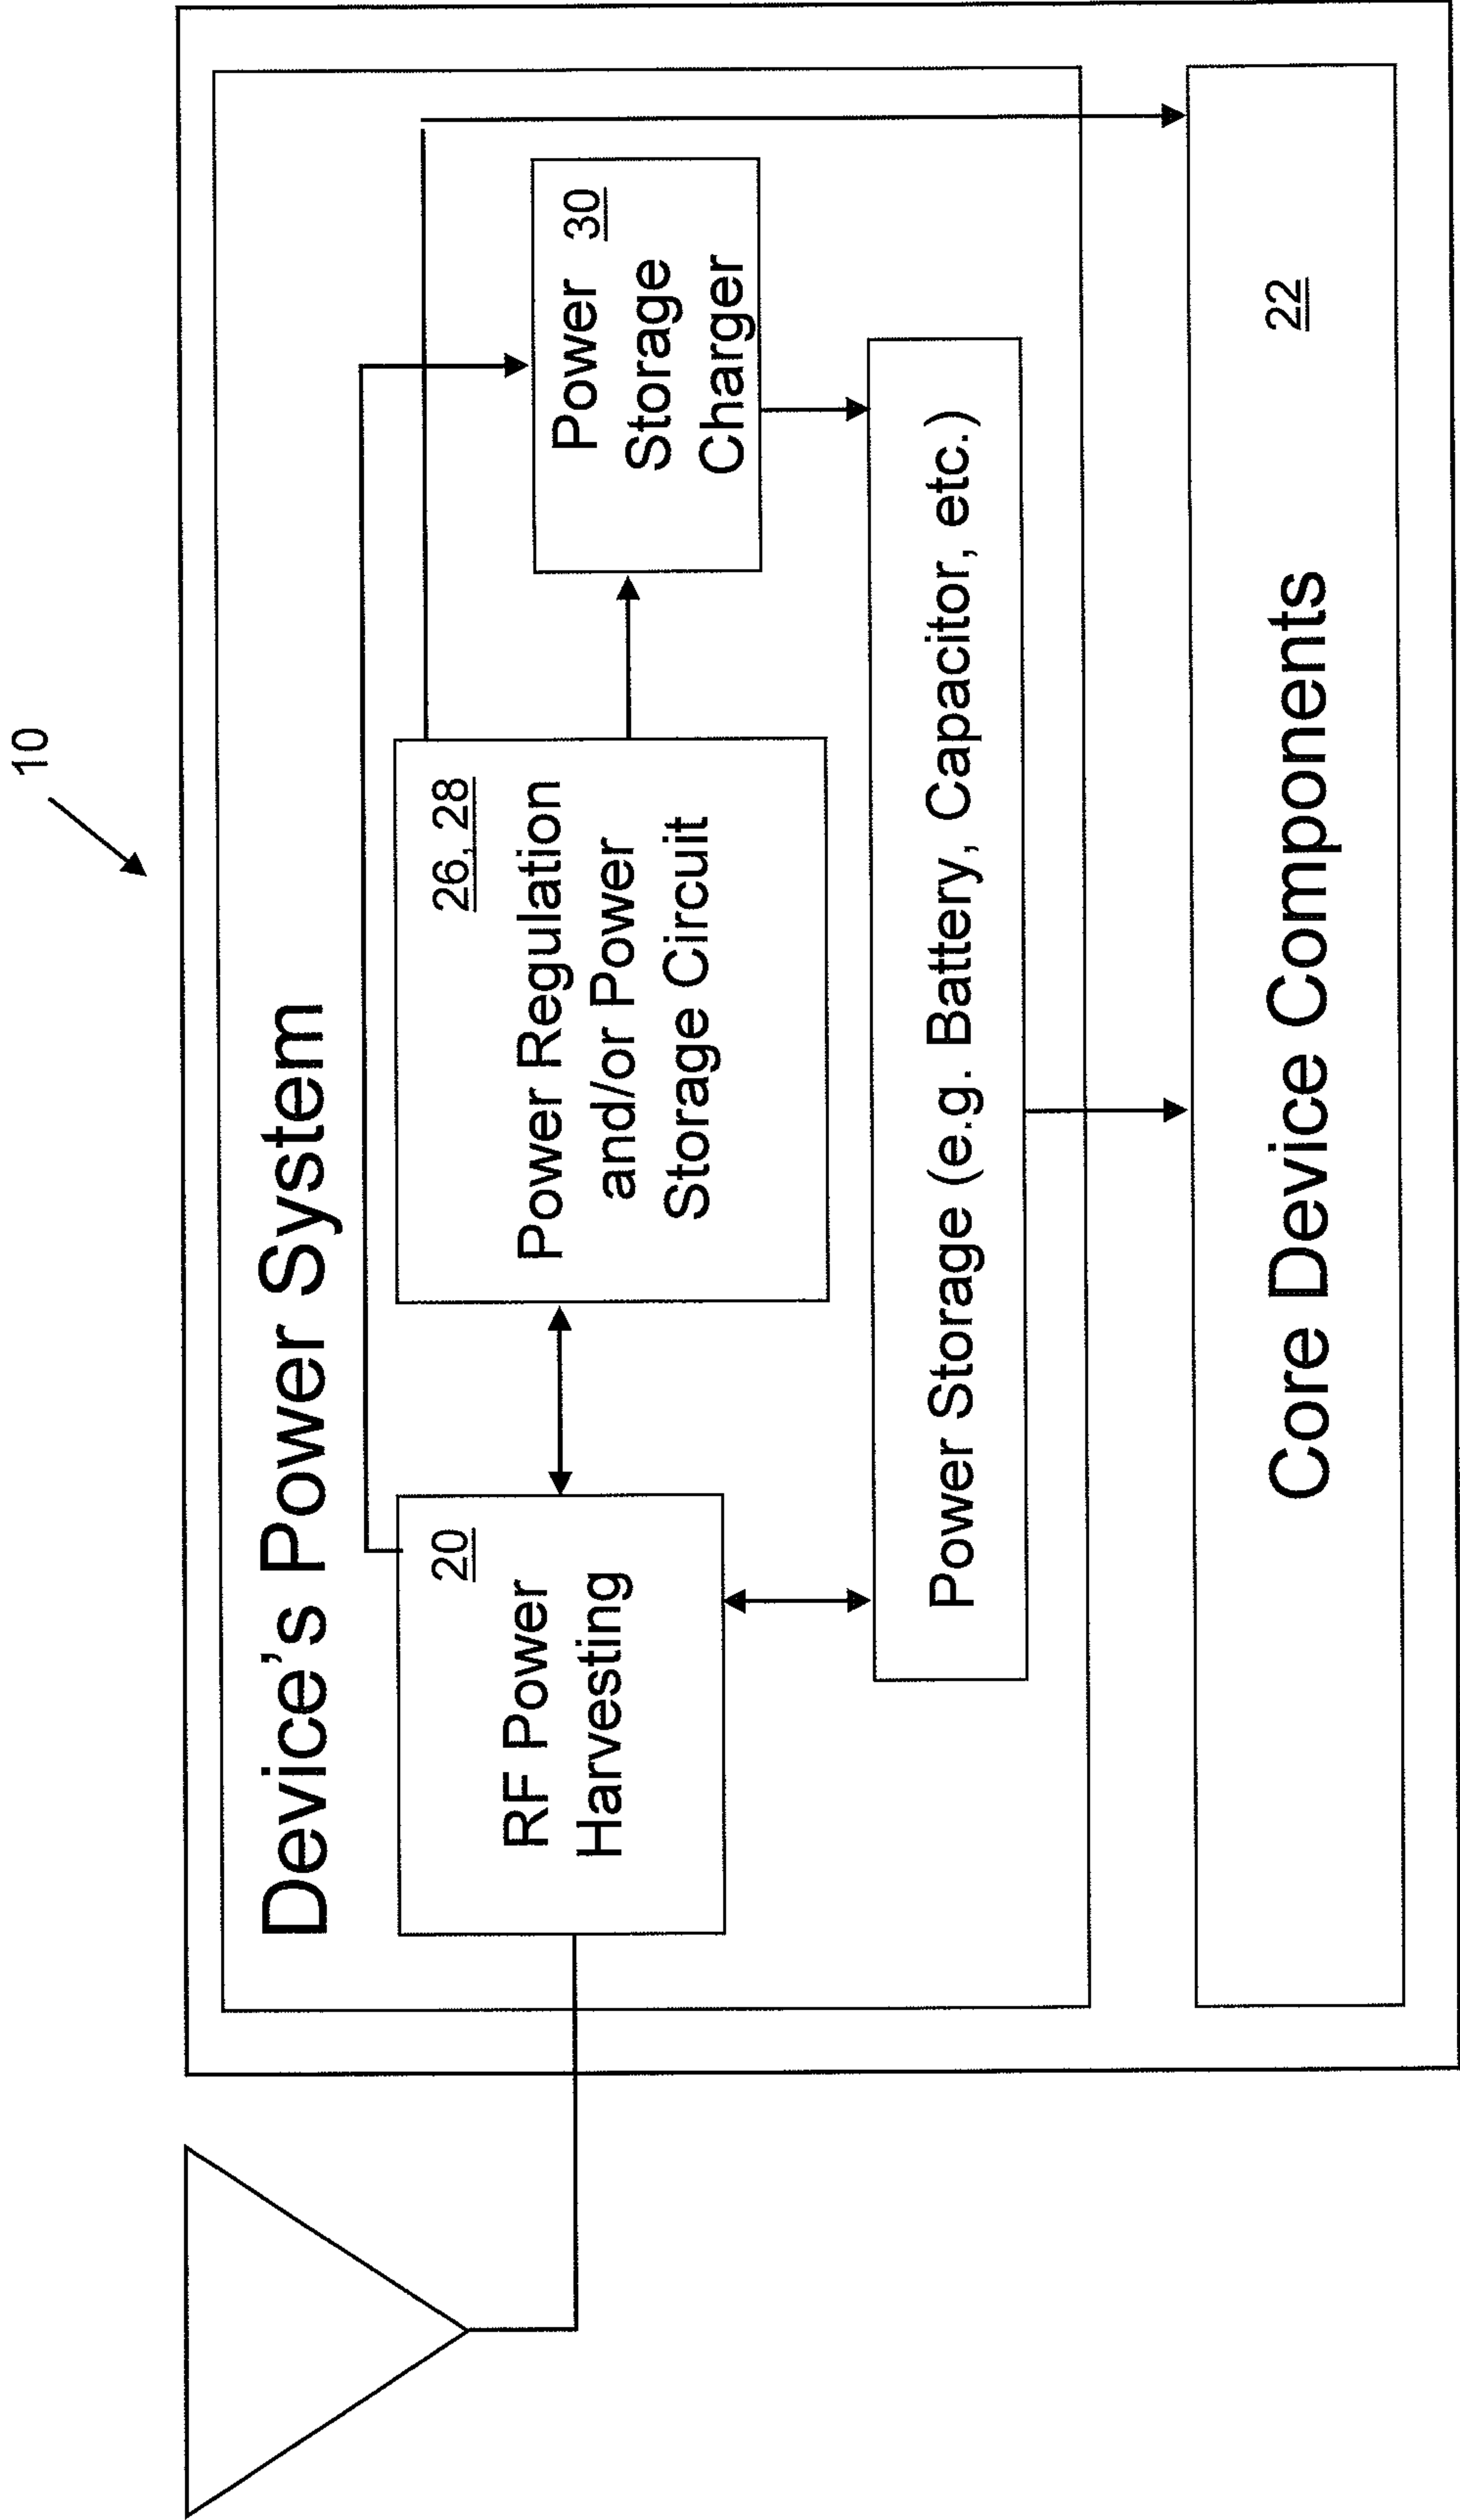 10
Device's Power System
20
RF Power
Harvesting
26, 28
Power Regulation
and/or Power
Storage Circuit
Power 30
Storage
Charger
Power Storage (e.g. Battery, Capacitor, etc.)
22
Core Device Components